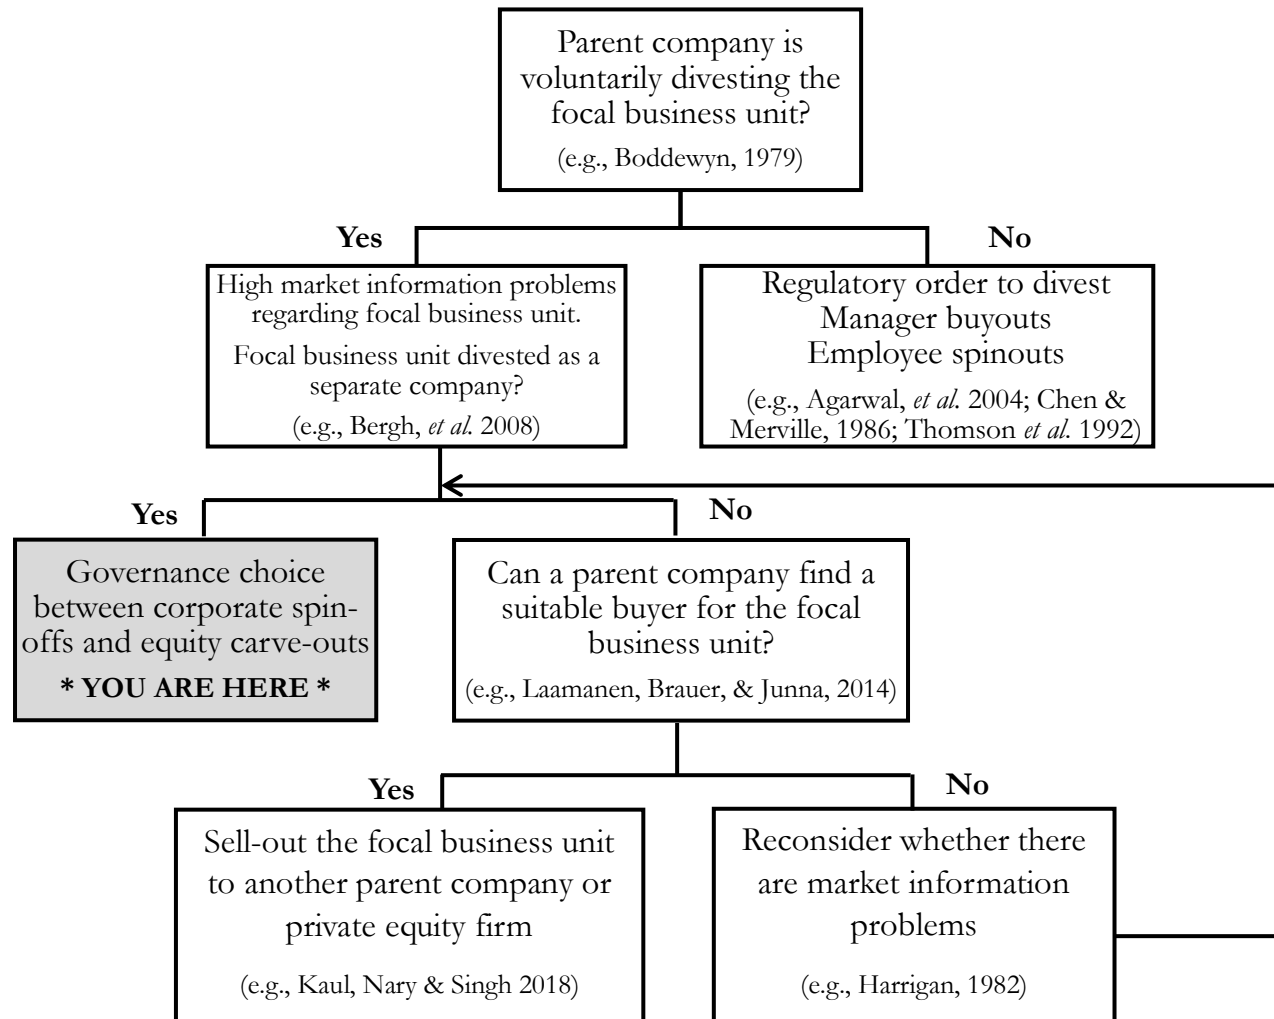 Parent company is
voluntarily divesting the
focal business unit?
(e.g., Boddewyn, 1979)
Yes
No
High market information problems
regarding focal business unit.
Focal business unit divested as a
separate company?
(e.g., Bergh, et al. 2008)
Regulatory order to divest
Manager buyouts
Employee spinouts
(e.g., Agarwal, et al. 2004; Chen &
Merville, 1986; Thomson et al. 1992)
Yes
No
Governance choice
between corporate spin-
offs and equity carve-outs
* YOU ARE HERE *
Can a parent company find a
suitable buyer for the focal
business unit?
(e.g., Laamanen, Brauer, & Junna, 2014)
Yes
No
Sell-out the focal business unit
to another parent company or
private equity firm
(e.g., Kaul, Nary & Singh 2018)
Reconsider whether there
are market information
problems
(e.g., Harrigan, 1982)